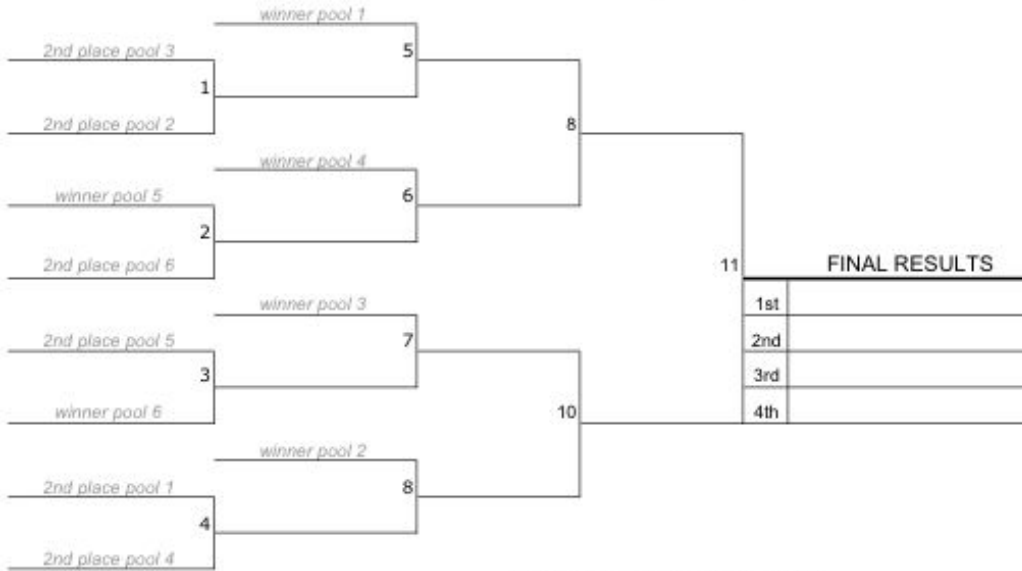 winner pool 1
2nd place pool 3
5
1
2nd place pool 2
8
winner pool 4
winner pool 5
6
2
2nd place pool 6
11
FINAL RESULTS
winner pool 3
1st
2nd place pool 5
7
2nd
3
3rd
winner pool 6
10
4th
winner pool 2
2nd place pool 1
8
4
2nd place pool 4